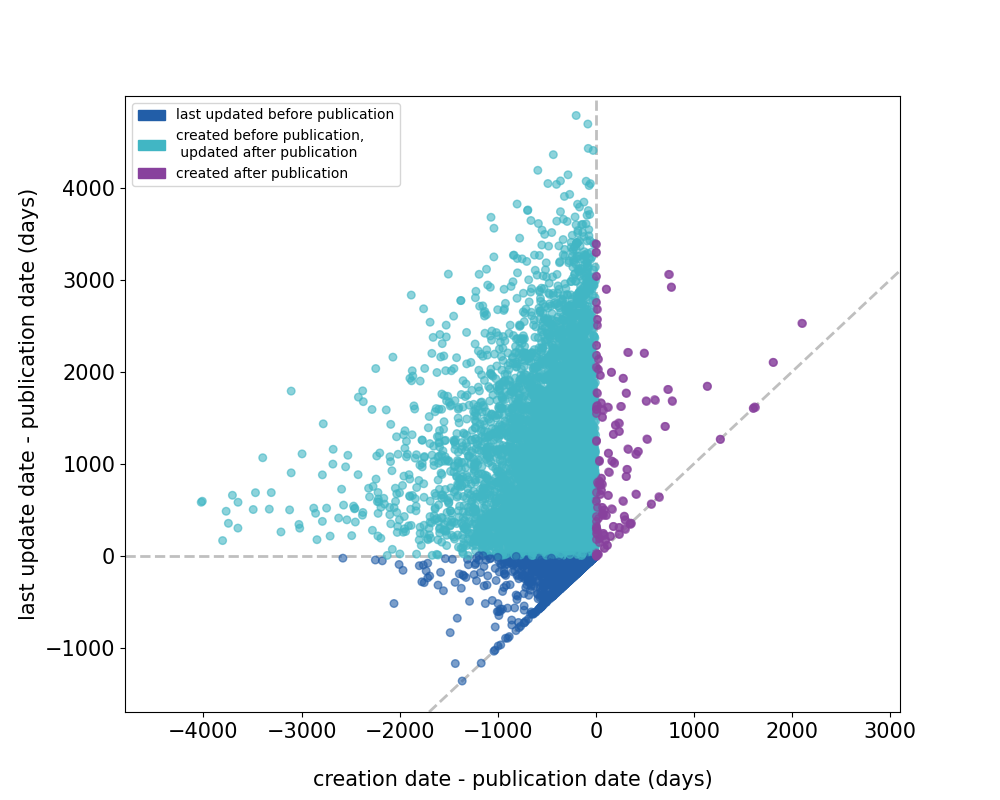 last updated before publication
created before publication,
updated after publication
created after publication
4000
3000
2000
1000
0
−1000
last update date - publication date (days)
−4000 −3000 −2000 −1000 0 1000 2000 3000
creation date - publication date (days)